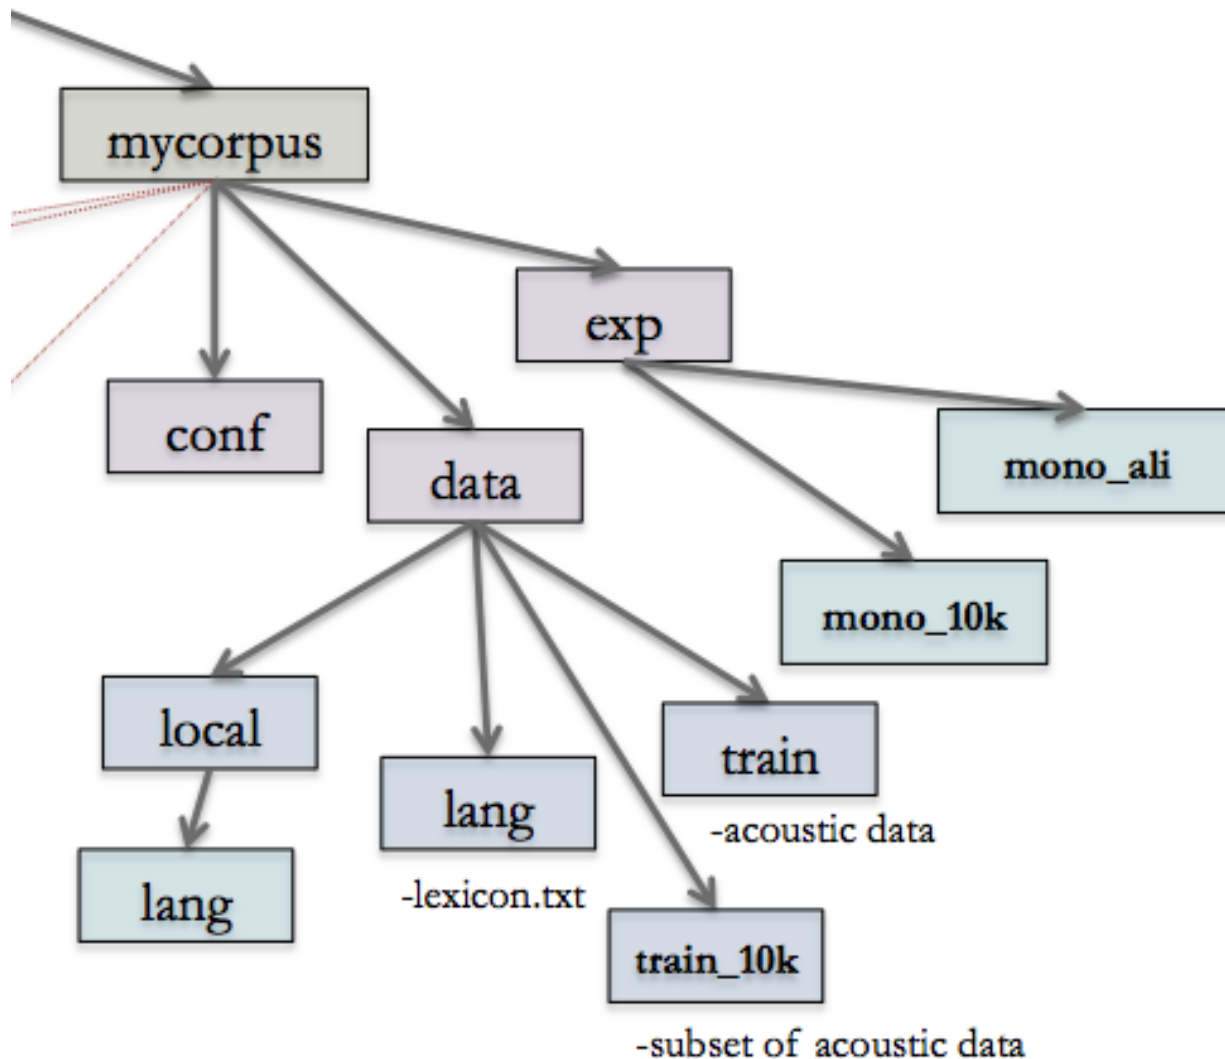 mycorpus
exp
conf
mono_ali
data
mono_10k
local
train
lang
-acoustic data
lang
-lexicon.txt
train_10k
-subset of acoustic data